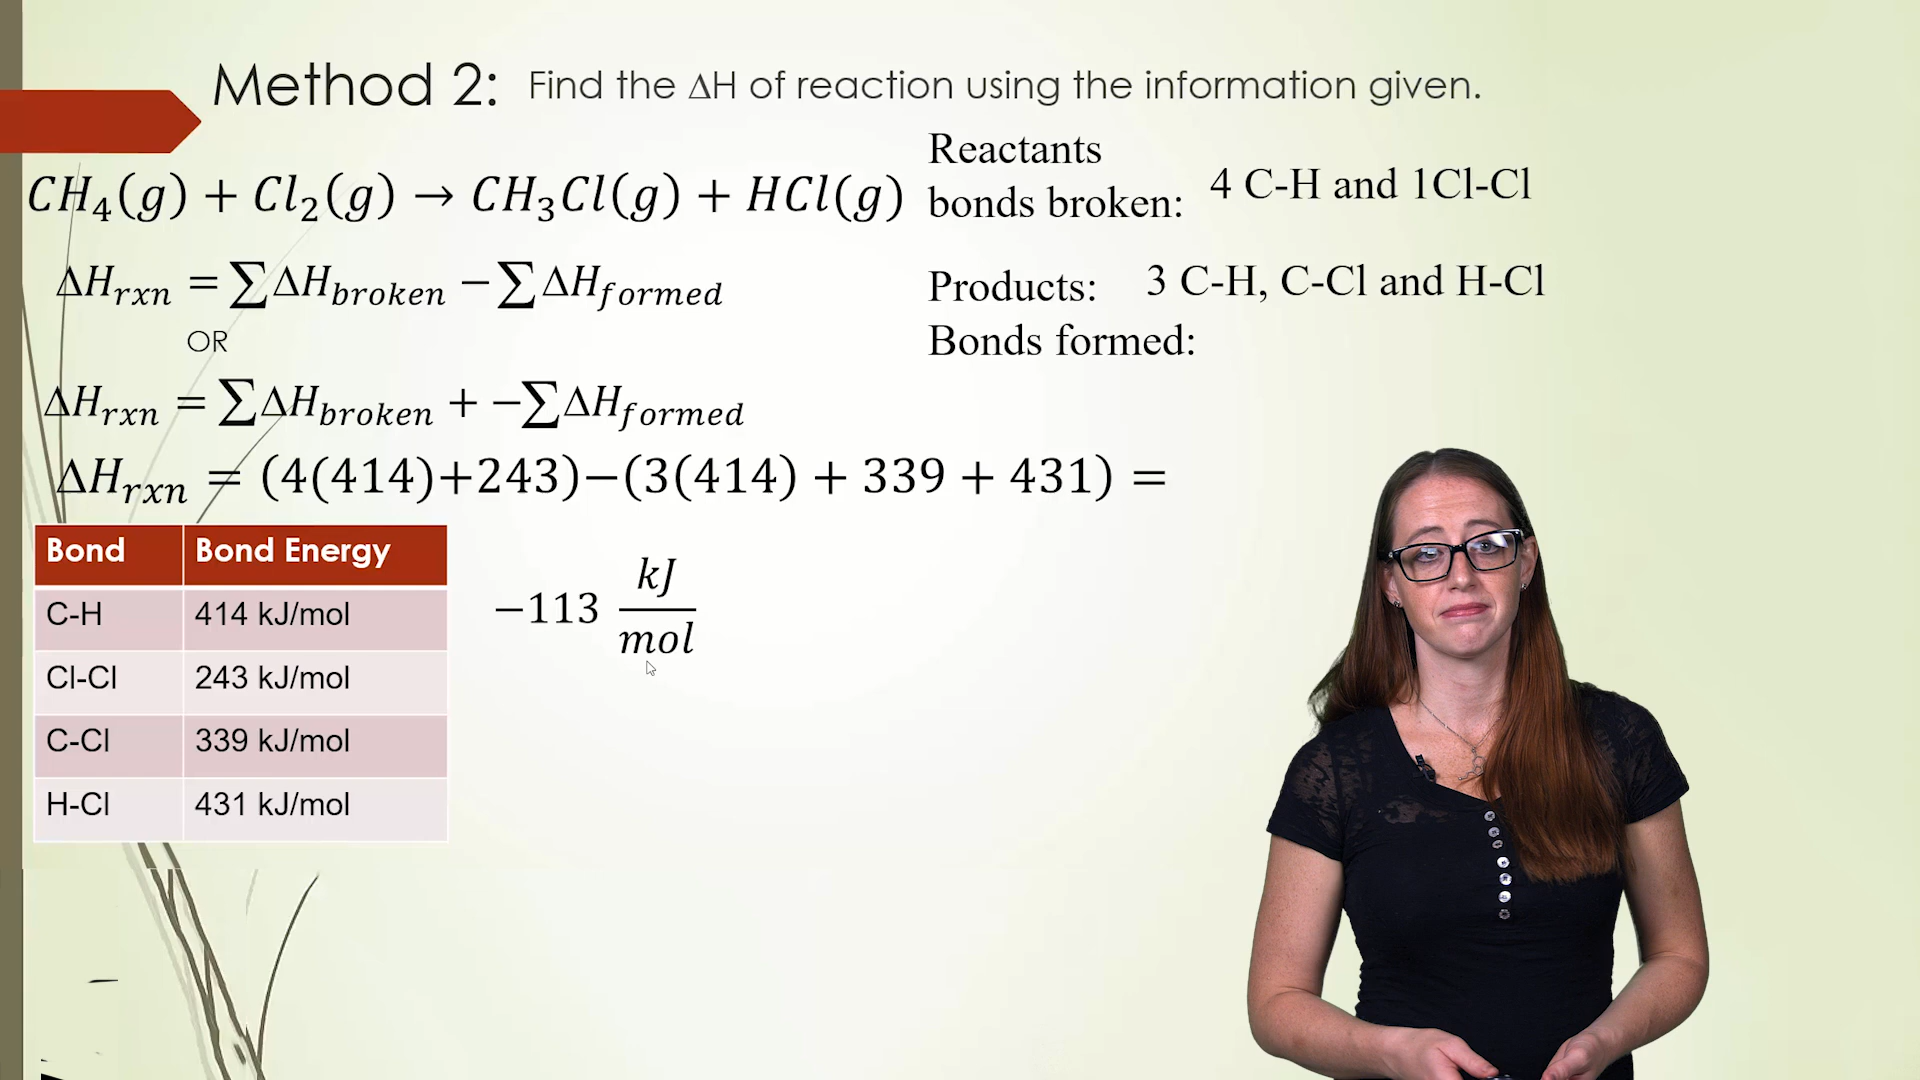 Method 2: Find the ΔH of reaction using the information given.
CH₄(g) + Cl₂(g) → CH₃Cl(g) + HCl(g)
Reactants
bonds broken: 4 C-H and 1Cl-Cl
ΔH_rxn = ∑ΔH_broken − ∑ΔH_formed
Products: 3 C-H, C-Cl and H-Cl
Bonds formed:
OR
ΔH_rxn = ∑ΔH_broken + −∑ΔH_formed
ΔH_rxn = (4(414)+243)−(3(414) + 339 + 431) =
−113 kJ/mol
Bond Bond Energy
C-H 414 kJ/mol
Cl-Cl 243 kJ/mol
C-Cl 339 kJ/mol
H-Cl 431 kJ/mol